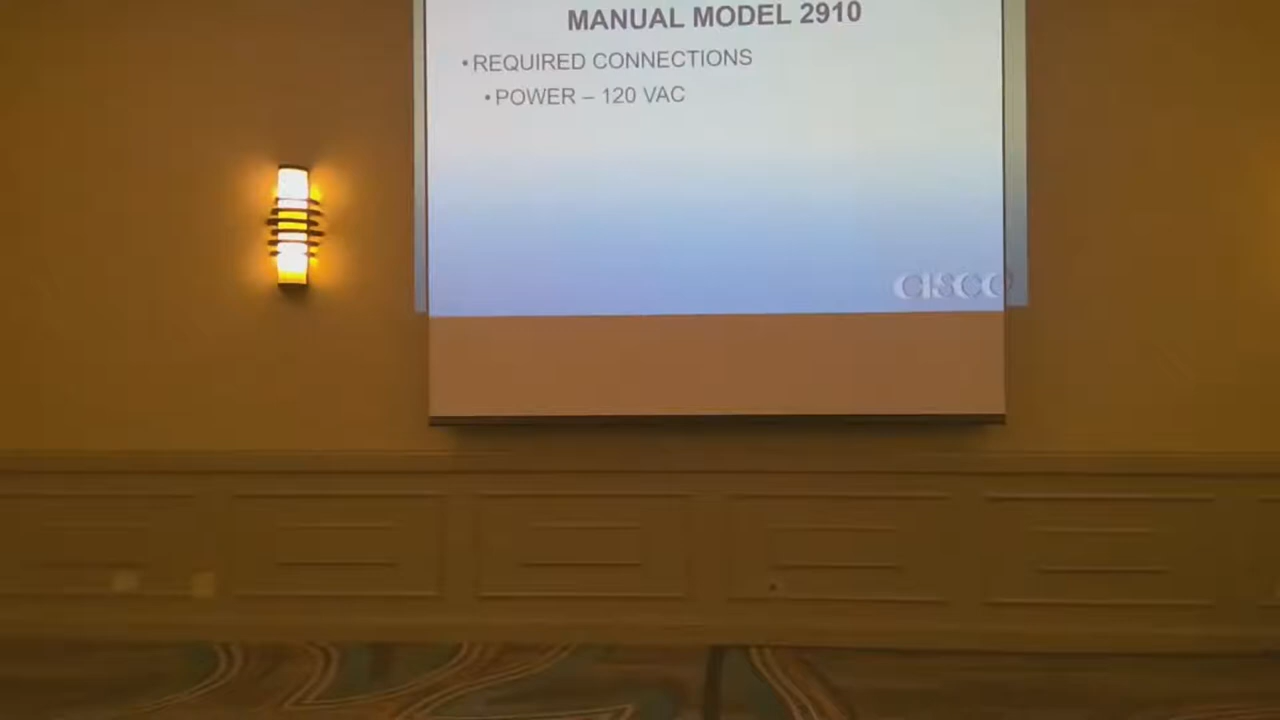 MANUAL MODEL 2910
• REQUIRED CONNECTIONS
• POWER – 120 VAC
CISCO